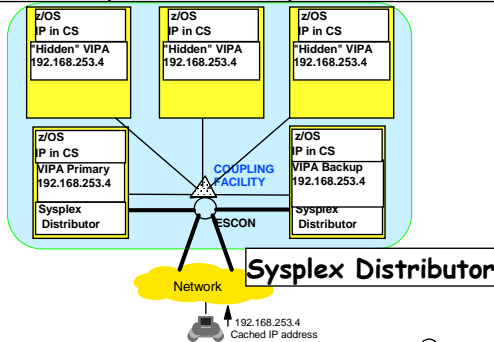 z/OS
IP in CS
"Hidden" VIPA
192.168.253.4
z/OS
IP in CS
"Hidden" VIPA
192.168.253.4
z/OS
IP in CS
"Hidden" VIPA
192.168.253.4
z/OS
IP in CS
VIPA Primary
192.168.253.4
Sysplex
Distributor
COUPLING
FACILITY
ESCON
z/OS
IP in CS
VIPA Backup
192.168.253.4
Sysplex
Distributor
Sysplex Distributor
Network
192.168.253.4
Cached IP address